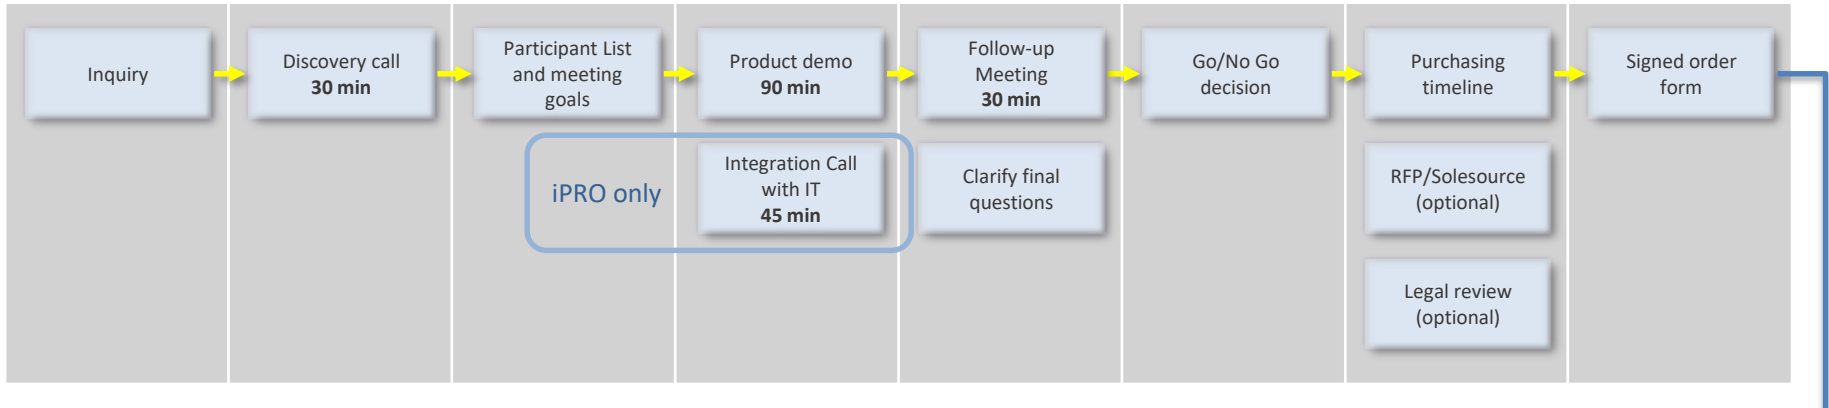 Inquiry
Discovery call
30 min
Participant List
and meeting
goals
Product demo
90 min
Follow-up
Meeting
30 min
Go/No Go
decision
Purchasing
timeline
Signed order
form
iPRO only
Integration Call
with IT
45 min
Clarify final
questions
RFP/Solesource
(optional)
Legal review
(optional)